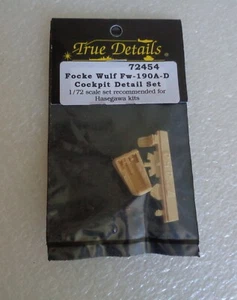 True Details
72454
Focke Wulf Fw-190A-D
Cockpit Detail Set
1/72 scale set recommended for
Hasegawa kits